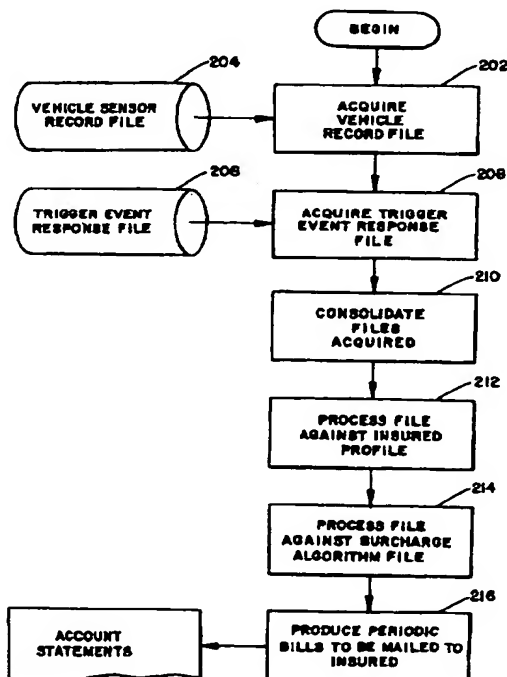 BEGIN
204
VEHICLE SENSOR
RECORD FILE
202
ACQUIRE
VEHICLE
RECORD FILE
206
TRIGGER EVENT
RESPONSE FILE
208
ACQUIRE TRIGGER
EVENT RESPONSE
FILE
210
CONSOLIDATE
FILES
ACQUIRED
212
PROCESS FILE
AGAINST INSURED
PROFILE
214
PROCESS FILE
AGAINST SURCHARGE
ALGORITHM FILE
216
ACCOUNT
STATEMENTS
PRODUCE PERIODIC
BILLS TO BE MAILED TO
INSURED